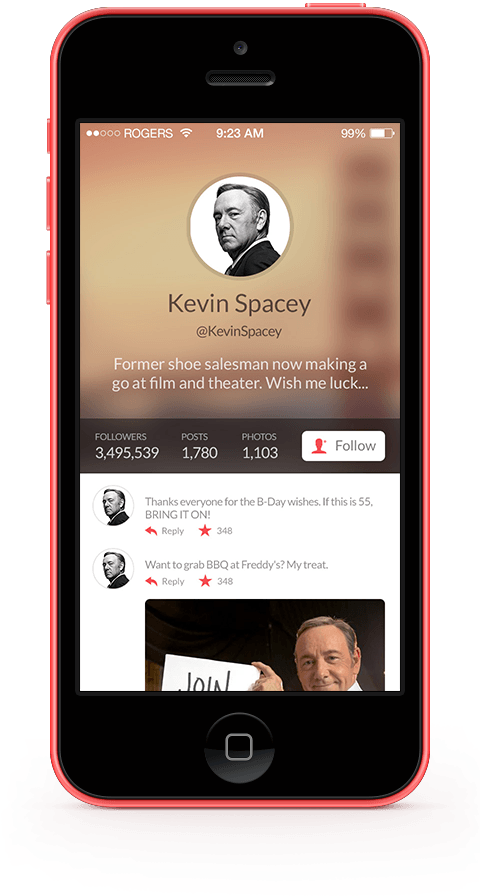 ROGERS 9:23 AM 99%
Kevin Spacey
@KevinSpacey
Former shoe salesman now making a
go at film and theater. Wish me luck...
FOLLOWERS POSTS PHOTOS
3,495,539 1,780 1,103 Follow
Thanks everyone for the B-Day wishes. If this is 55,
BRING IT ON!
Reply 348
Want to grab BBQ at Freddy's? My treat.
Reply 348
JOIN